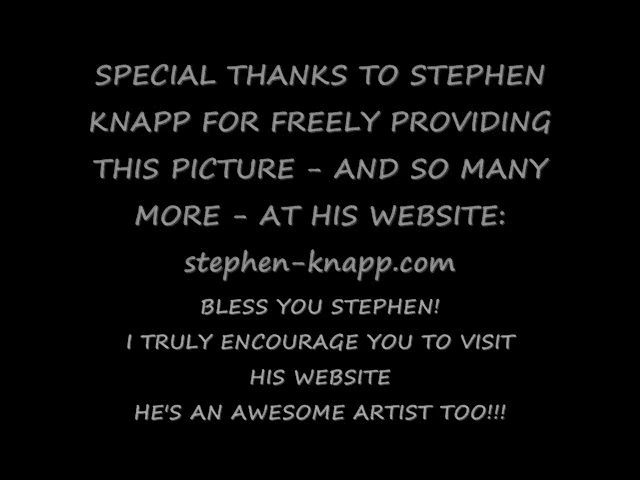 SPECIAL THANKS TO STEPHEN
KNAPP FOR FREELY PROVIDING
THIS PICTURE - AND SO MANY
MORE - AT HIS WEBSITE:
stephen-knapp.com
BLESS YOU STEPHEN!
I TRULY ENCOURAGE YOU TO VISIT
HIS WEBSITE
HE'S AN AWESOME ARTIST TOO!!!